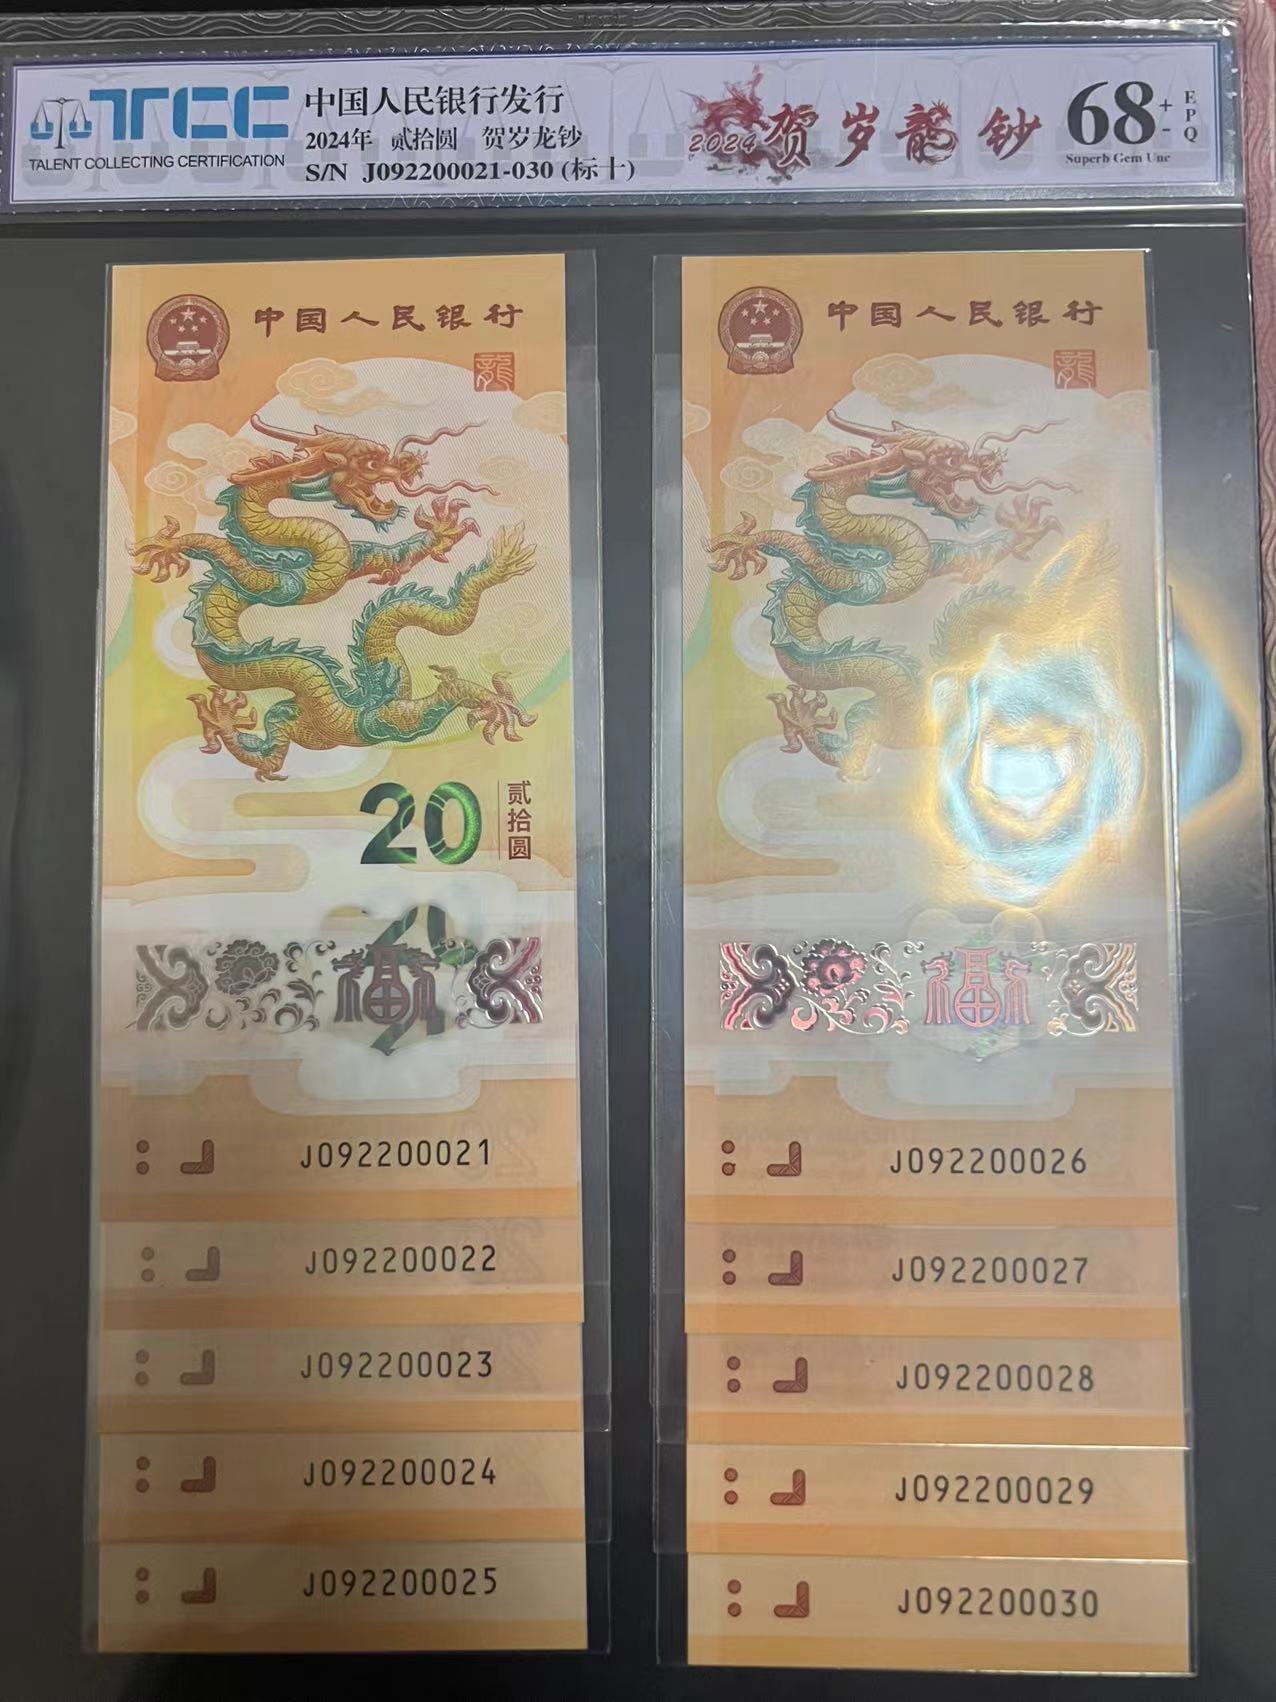 TCC
TALENT COLLECTING CERTIFICATION
中国人民银行发行
2024年 贰拾圆 贺岁龙钞
S/N J092200021-030 (标十)
2024 贺岁龍钞
68 + - EPQ
Superb Gem Unc
中国人民银行
龍
20 贰拾圆
福
J092200021
J092200022
J092200023
J092200024
J092200025
中国人民银行
龍
圆
福
J092200026
J092200027
J092200028
J092200029
J092200030